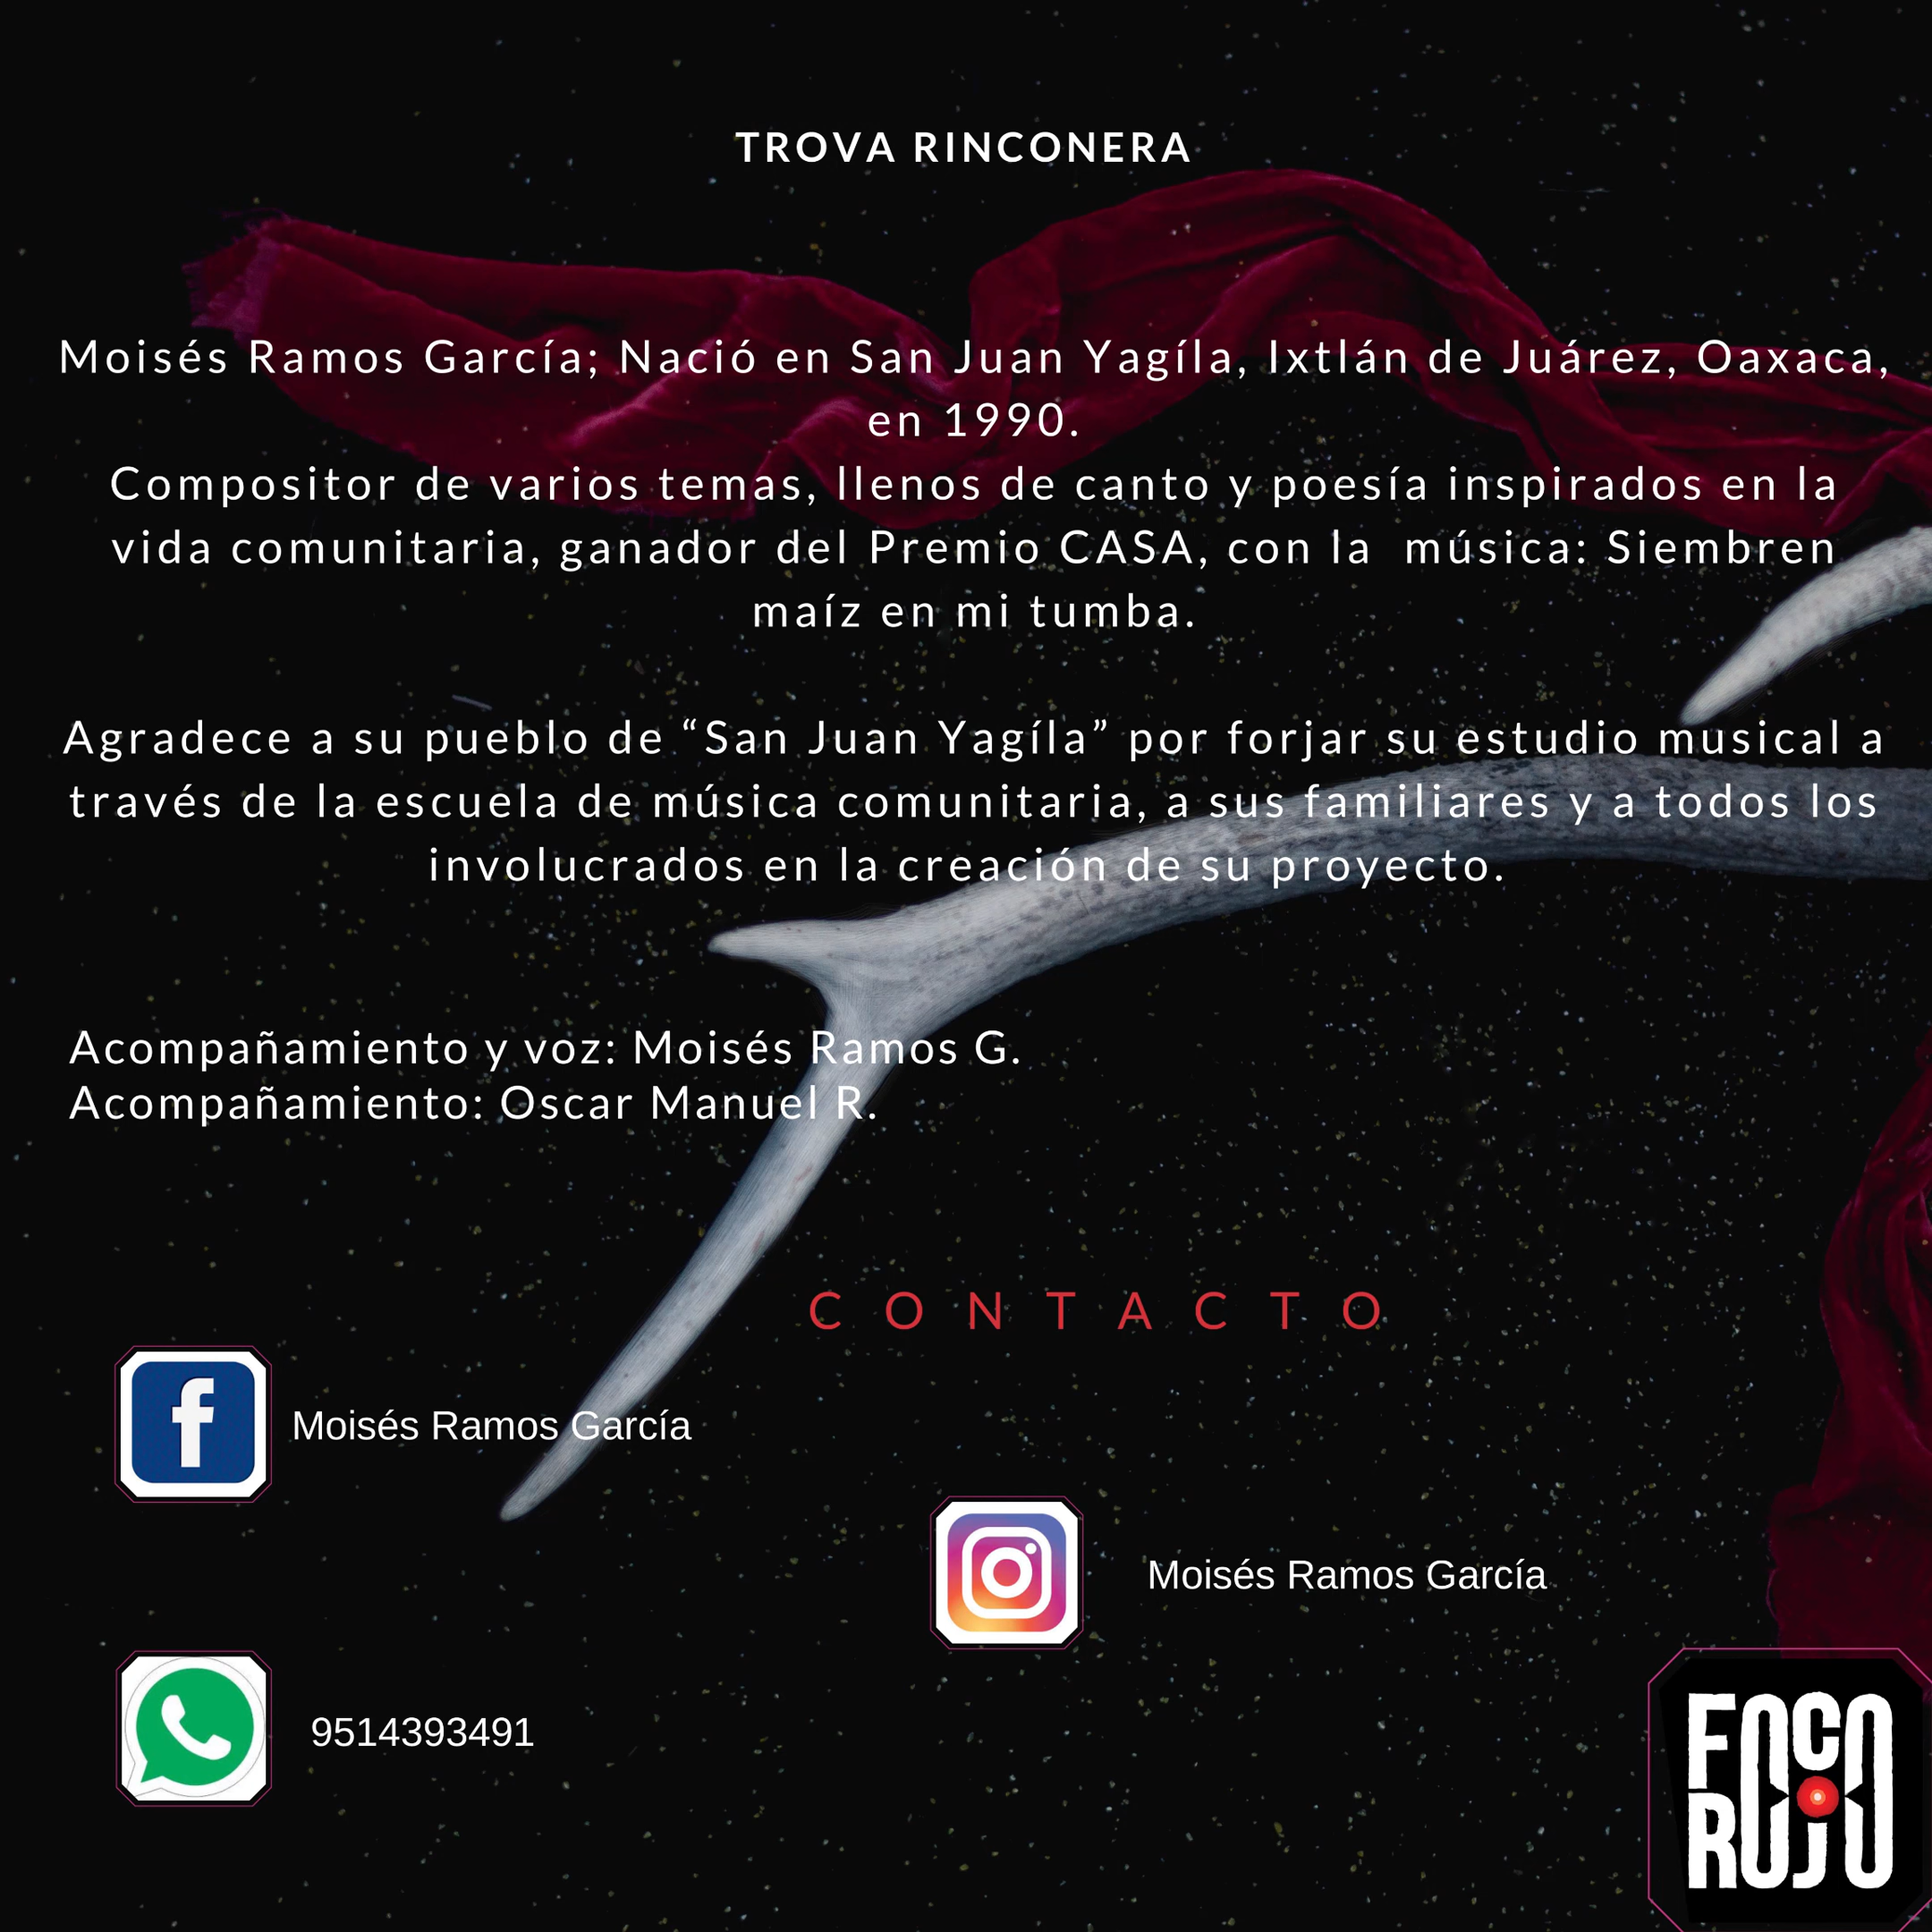 TROVA RINCONERA
Moisés Ramos García; Nació en San Juan Yagíla, Ixtlán de Juárez, Oaxaca,
en 1990.
Compositor de varios temas, llenos de canto y poesía inspirados en la
vida comunitaria, ganador del Premio CASA, con la música: Siembren
maíz en mi tumba.
Agradece a su pueblo de “San Juan Yagíla” por forjar su estudio musical a
través de la escuela de música comunitaria, a sus familiares y a todos los
involucrados en la creación de su proyecto.
Acompañamiento y voz: Moisés Ramos G.
Acompañamiento: Oscar Manuel R.
CONTACTO
Moisés Ramos García
Moisés Ramos García
9514393491
FOCO
ROJO